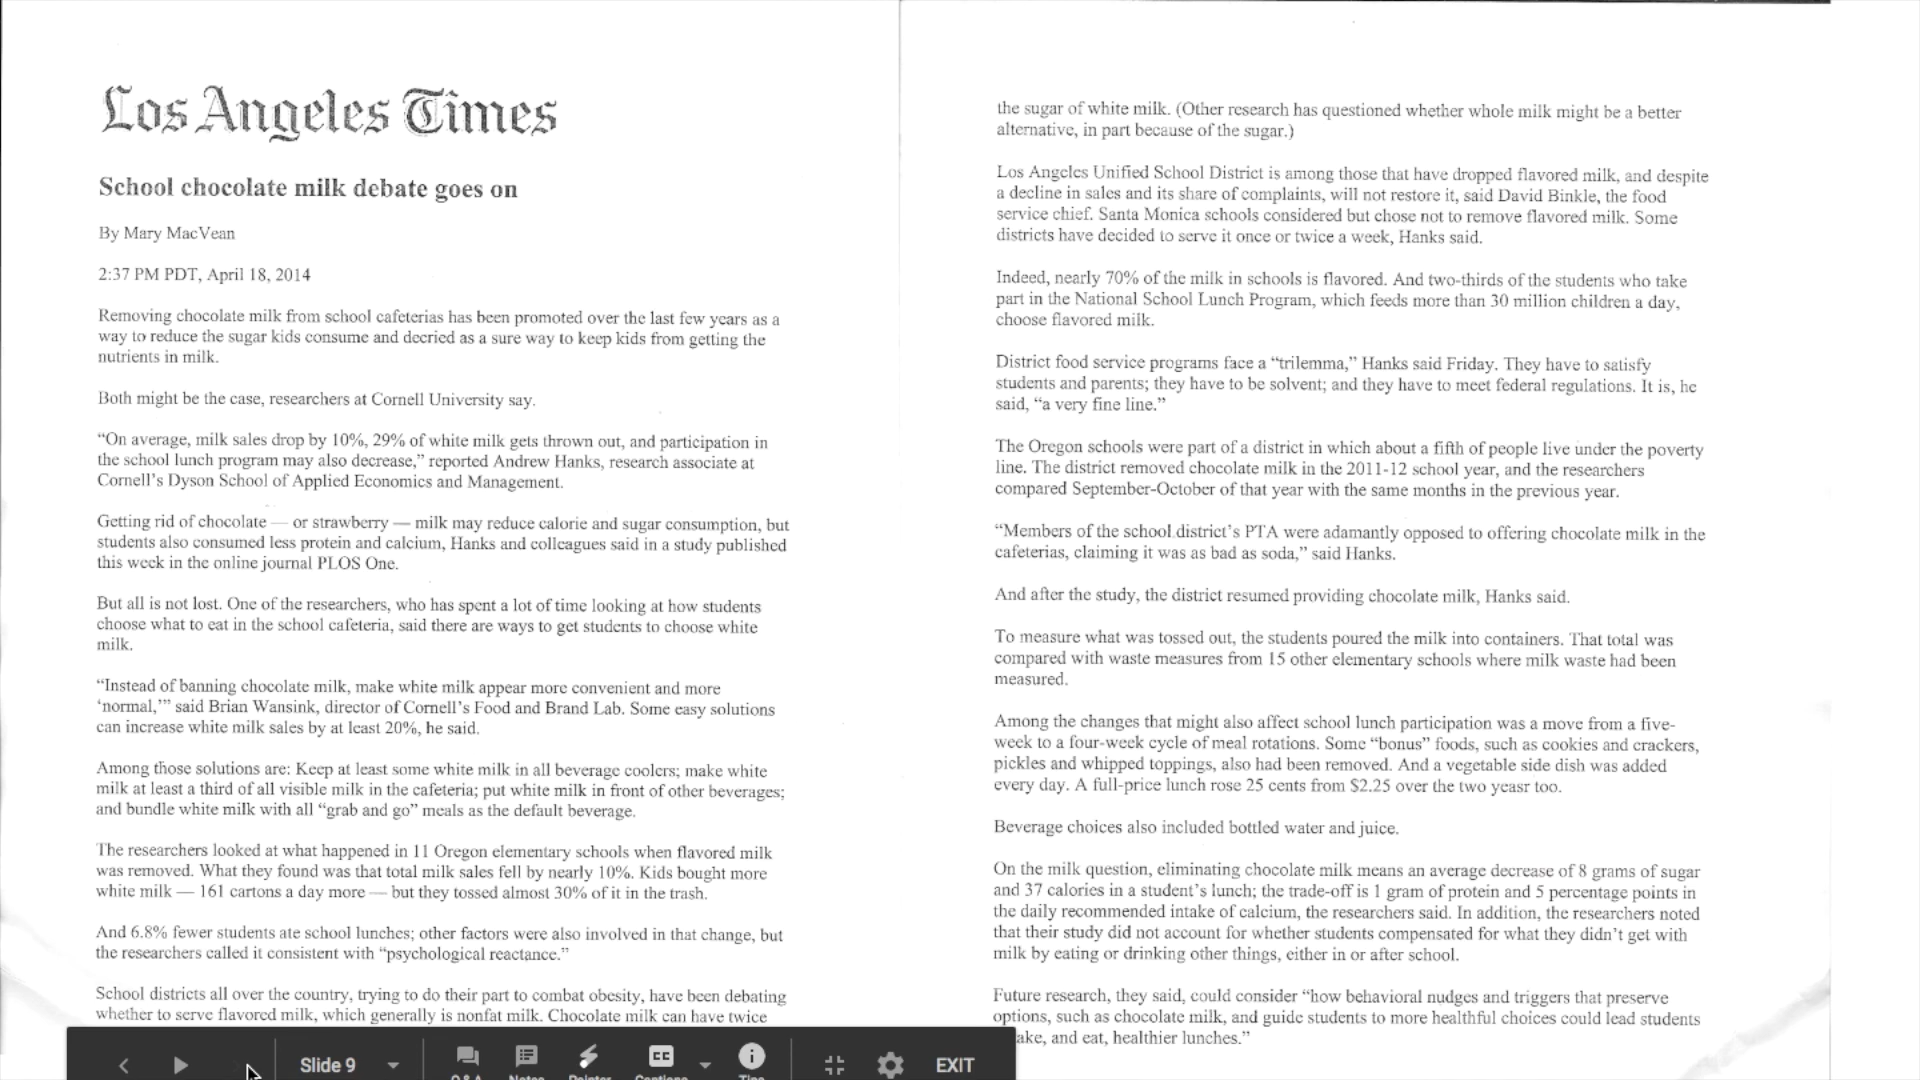 Los Angeles Times
School chocolate milk debate goes on
By Mary MacVean
2:37 PM PDT, April 18, 2014
Removing chocolate milk from school cafeterias has been promoted over the last few years as a
way to reduce the sugar kids consume and decried as a sure way to keep kids from getting the
nutrients in milk.
Both might be the case, researchers at Cornell University say.
“On average, milk sales drop by 10%, 29% of white milk gets thrown out, and participation in
the school lunch program may also decrease,” reported Andrew Hanks, research associate at
Cornell’s Dyson School of Applied Economics and Management.
Getting rid of chocolate — or strawberry — milk may reduce calorie and sugar consumption, but
students also consumed less protein and calcium, Hanks and colleagues said in a study published
this week in the online journal PLOS One.
But all is not lost. One of the researchers, who has spent a lot of time looking at how students
choose what to eat in the school cafeteria, said there are ways to get students to choose white
milk.
“Instead of banning chocolate milk, make white milk appear more convenient and more
‘normal,’” said Brian Wansink, director of Cornell’s Food and Brand Lab. Some easy solutions
can increase white milk sales by at least 20%, he said.
Among those solutions are: Keep at least some white milk in all beverage coolers; make white
milk at least a third of all visible milk in the cafeteria; put white milk in front of other beverages;
and bundle white milk with all “grab and go” meals as the default beverage.
The researchers looked at what happened in 11 Oregon elementary schools when flavored milk
was removed. What they found was that total milk sales fell by nearly 10%. Kids bought more
white milk — 161 cartons a day more — but they tossed almost 30% of it in the trash.
And 6.8% fewer students ate school lunches; other factors were also involved in that change, but
the researchers called it consistent with “psychological reactance.”
School districts all over the country, trying to do their part to combat obesity, have been debating
whether to serve flavored milk, which generally is nonfat milk. Chocolate milk can have twice
the sugar of white milk. (Other research has questioned whether whole milk might be a better
alternative, in part because of the sugar.)
Los Angeles Unified School District is among those that have dropped flavored milk, and despite
a decline in sales and its share of complaints, will not restore it, said David Binkle, the food
service chief. Santa Monica schools considered but chose not to remove flavored milk. Some
districts have decided to serve it once or twice a week, Hanks said.
Indeed, nearly 70% of the milk in schools is flavored. And two-thirds of the students who take
part in the National School Lunch Program, which feeds more than 30 million children a day,
choose flavored milk.
District food service programs face a “trilemma,” Hanks said Friday. They have to satisfy
students and parents; they have to be solvent; and they have to meet federal regulations. It is, he
said, “a very fine line.”
The Oregon schools were part of a district in which about a fifth of people live under the poverty
line. The district removed chocolate milk in the 2011-12 school year, and the researchers
compared September-October of that year with the same months in the previous year.
“Members of the school district’s PTA were adamantly opposed to offering chocolate milk in the
cafeterias, claiming it was as bad as soda,” said Hanks.
And after the study, the district resumed providing chocolate milk, Hanks said.
To measure what was tossed out, the students poured the milk into containers. That total was
compared with waste measures from 15 other elementary schools where milk waste had been
measured.
Among the changes that might also affect school lunch participation was a move from a five-
week to a four-week cycle of meal rotations. Some “bonus” foods, such as cookies and crackers,
pickles and whipped toppings, also had been removed. And a vegetable side dish was added
every day. A full-price lunch rose 25 cents from $2.25 over the two yeasr too.
Beverage choices also included bottled water and juice.
On the milk question, eliminating chocolate milk means an average decrease of 8 grams of sugar
and 37 calories in a student’s lunch; the trade-off is 1 gram of protein and 5 percentage points in
the daily recommended intake of calcium, the researchers said. In addition, the researchers noted
that their study did not account for whether students compensated for what they didn’t get with
milk by eating or drinking other things, either in or after school.
Future research, they said, could consider “how behavioral nudges and triggers that preserve
options, such as chocolate milk, and guide students to more healthful choices could lead students
ake, and eat, healthier lunches.”
Slide 9
CC
EXIT